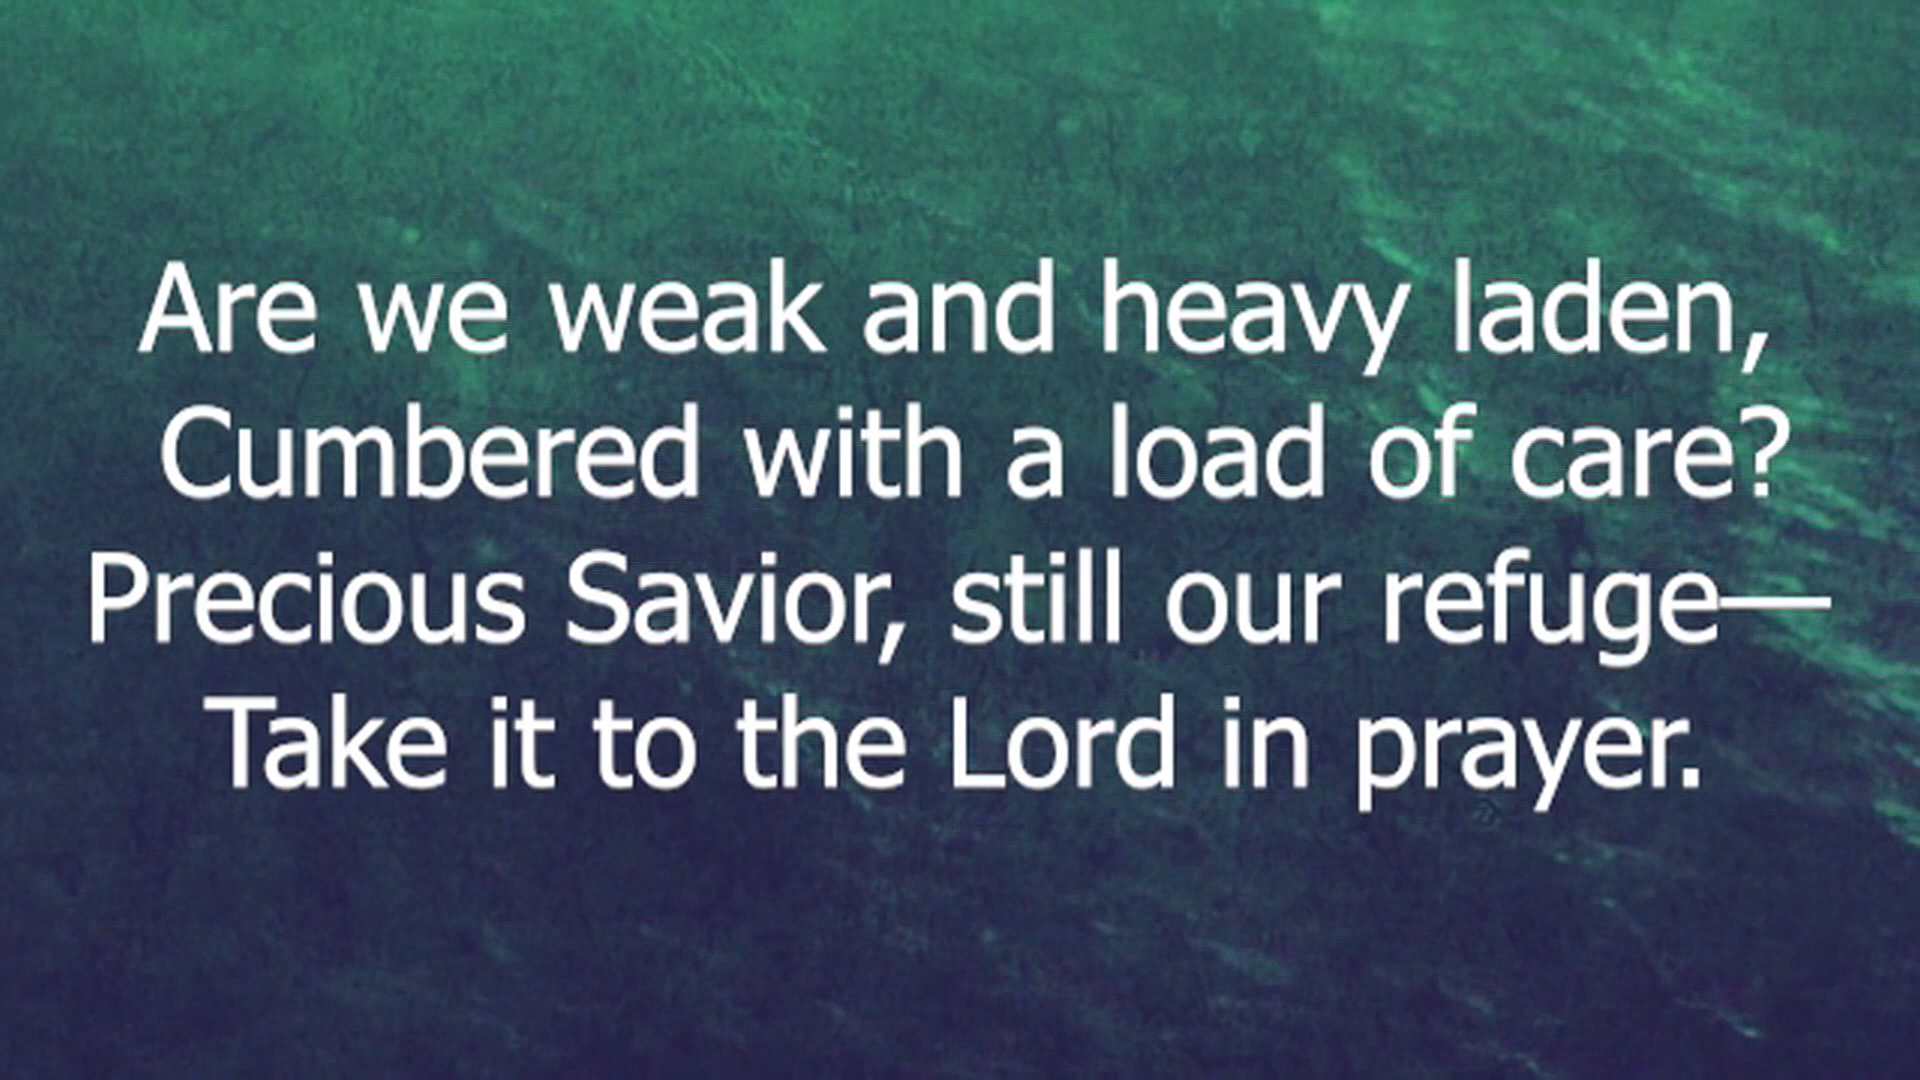 Are we weak and heavy laden,
Cumbered with a load of care?
Precious Savior, still our refuge—
Take it to the Lord in prayer.